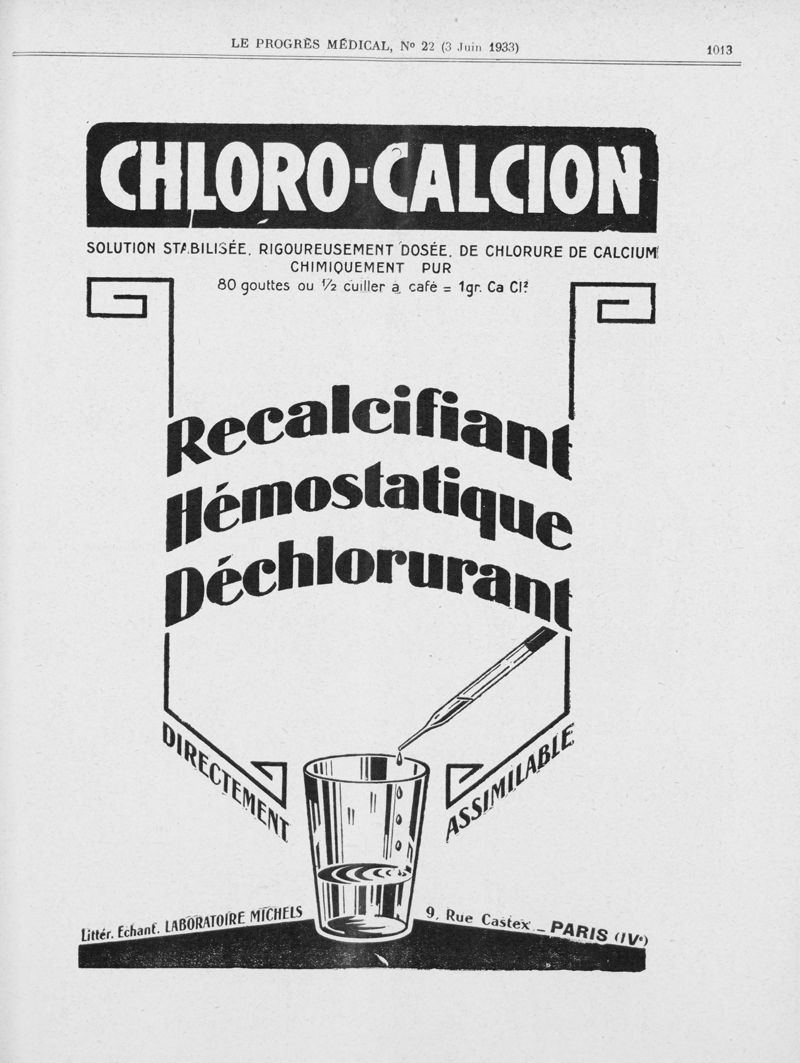 LE PROGRÈS MÉDICAL, Nº 22 (3 Juin 1933)
1013
CHLORO-CALCION
SOLUTION STABILISÉE, RIGOUREUSEMENT DOSÉE, DE CHLORURE DE CALCIUM
CHIMIQUEMENT PUR
80 gouttes ou 1/2 cuiller à café = 1gr. Ca Cl²
Recalcifiant
Hémostatique
Déchlorurant
DIRECTEMENT
ASSIMILABLE
Littér. Echant. LABORATOIRE MICHELS
9, Rue Castex _ PARIS (IVᵉ)